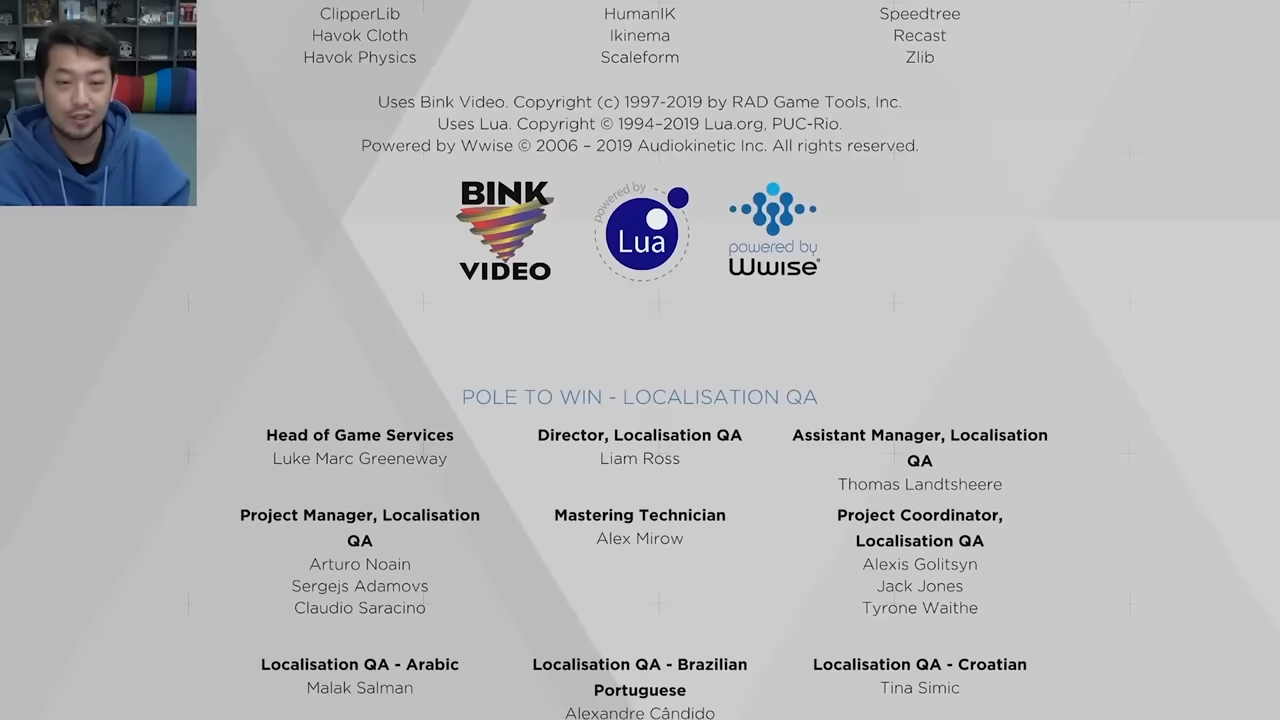 ClipperLib
HumanIK
Speedtree
Havok Cloth
Ikinema
Recast
Havok Physics
Scaleform
Zlib
Uses Bink Video. Copyright (c) 1997-2019 by RAD Game Tools, Inc.
Uses Lua. Copyright © 1994–2019 Lua.org, PUC-Rio.
Powered by Wwise © 2006 – 2019 Audiokinetic Inc. All rights reserved.
BINK
VIDEO
powered by
Lua
powered by
Wwise
POLE TO WIN - LOCALISATION QA
Head of Game Services
Luke Marc Greeneway
Director, Localisation QA
Liam Ross
Assistant Manager, Localisation
QA
Thomas Landtsheere
Project Manager, Localisation
QA
Arturo Noain
Sergejs Adamovs
Claudio Saracino
Mastering Technician
Alex Mirow
Project Coordinator,
Localisation QA
Alexis Golitsyn
Jack Jones
Tyrone Waithe
Localisation QA - Arabic
Malak Salman
Localisation QA - Brazilian
Portuguese
Alexandre Cândido
Localisation QA - Croatian
Tina Simic